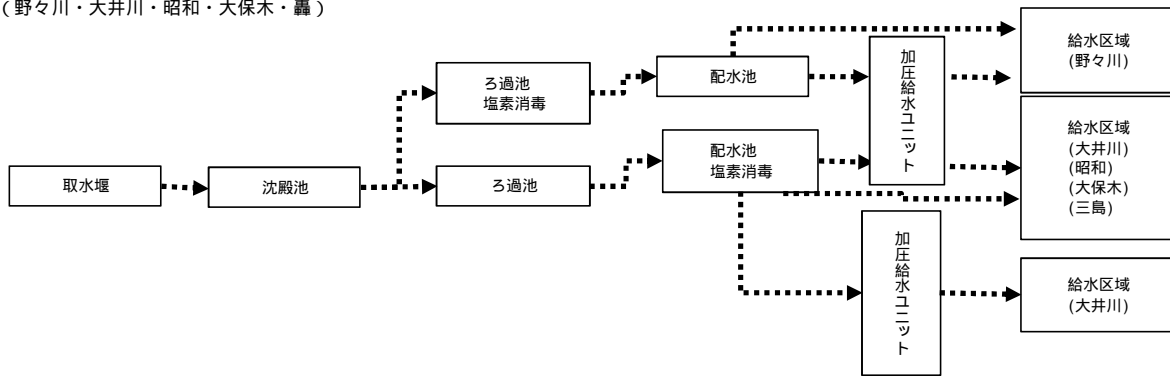 (野々川・大井川・昭和・大保木・轟)
給水区域
(野々川)
加圧給水ユニット
配水池
ろ過池
塩素消毒
給水区域
(大井川)
(昭和)
(大保木)
(三島)
配水池
塩素消毒
取水堰
沈殿池
ろ過池
加圧給水ユニット
給水区域
(大井川)